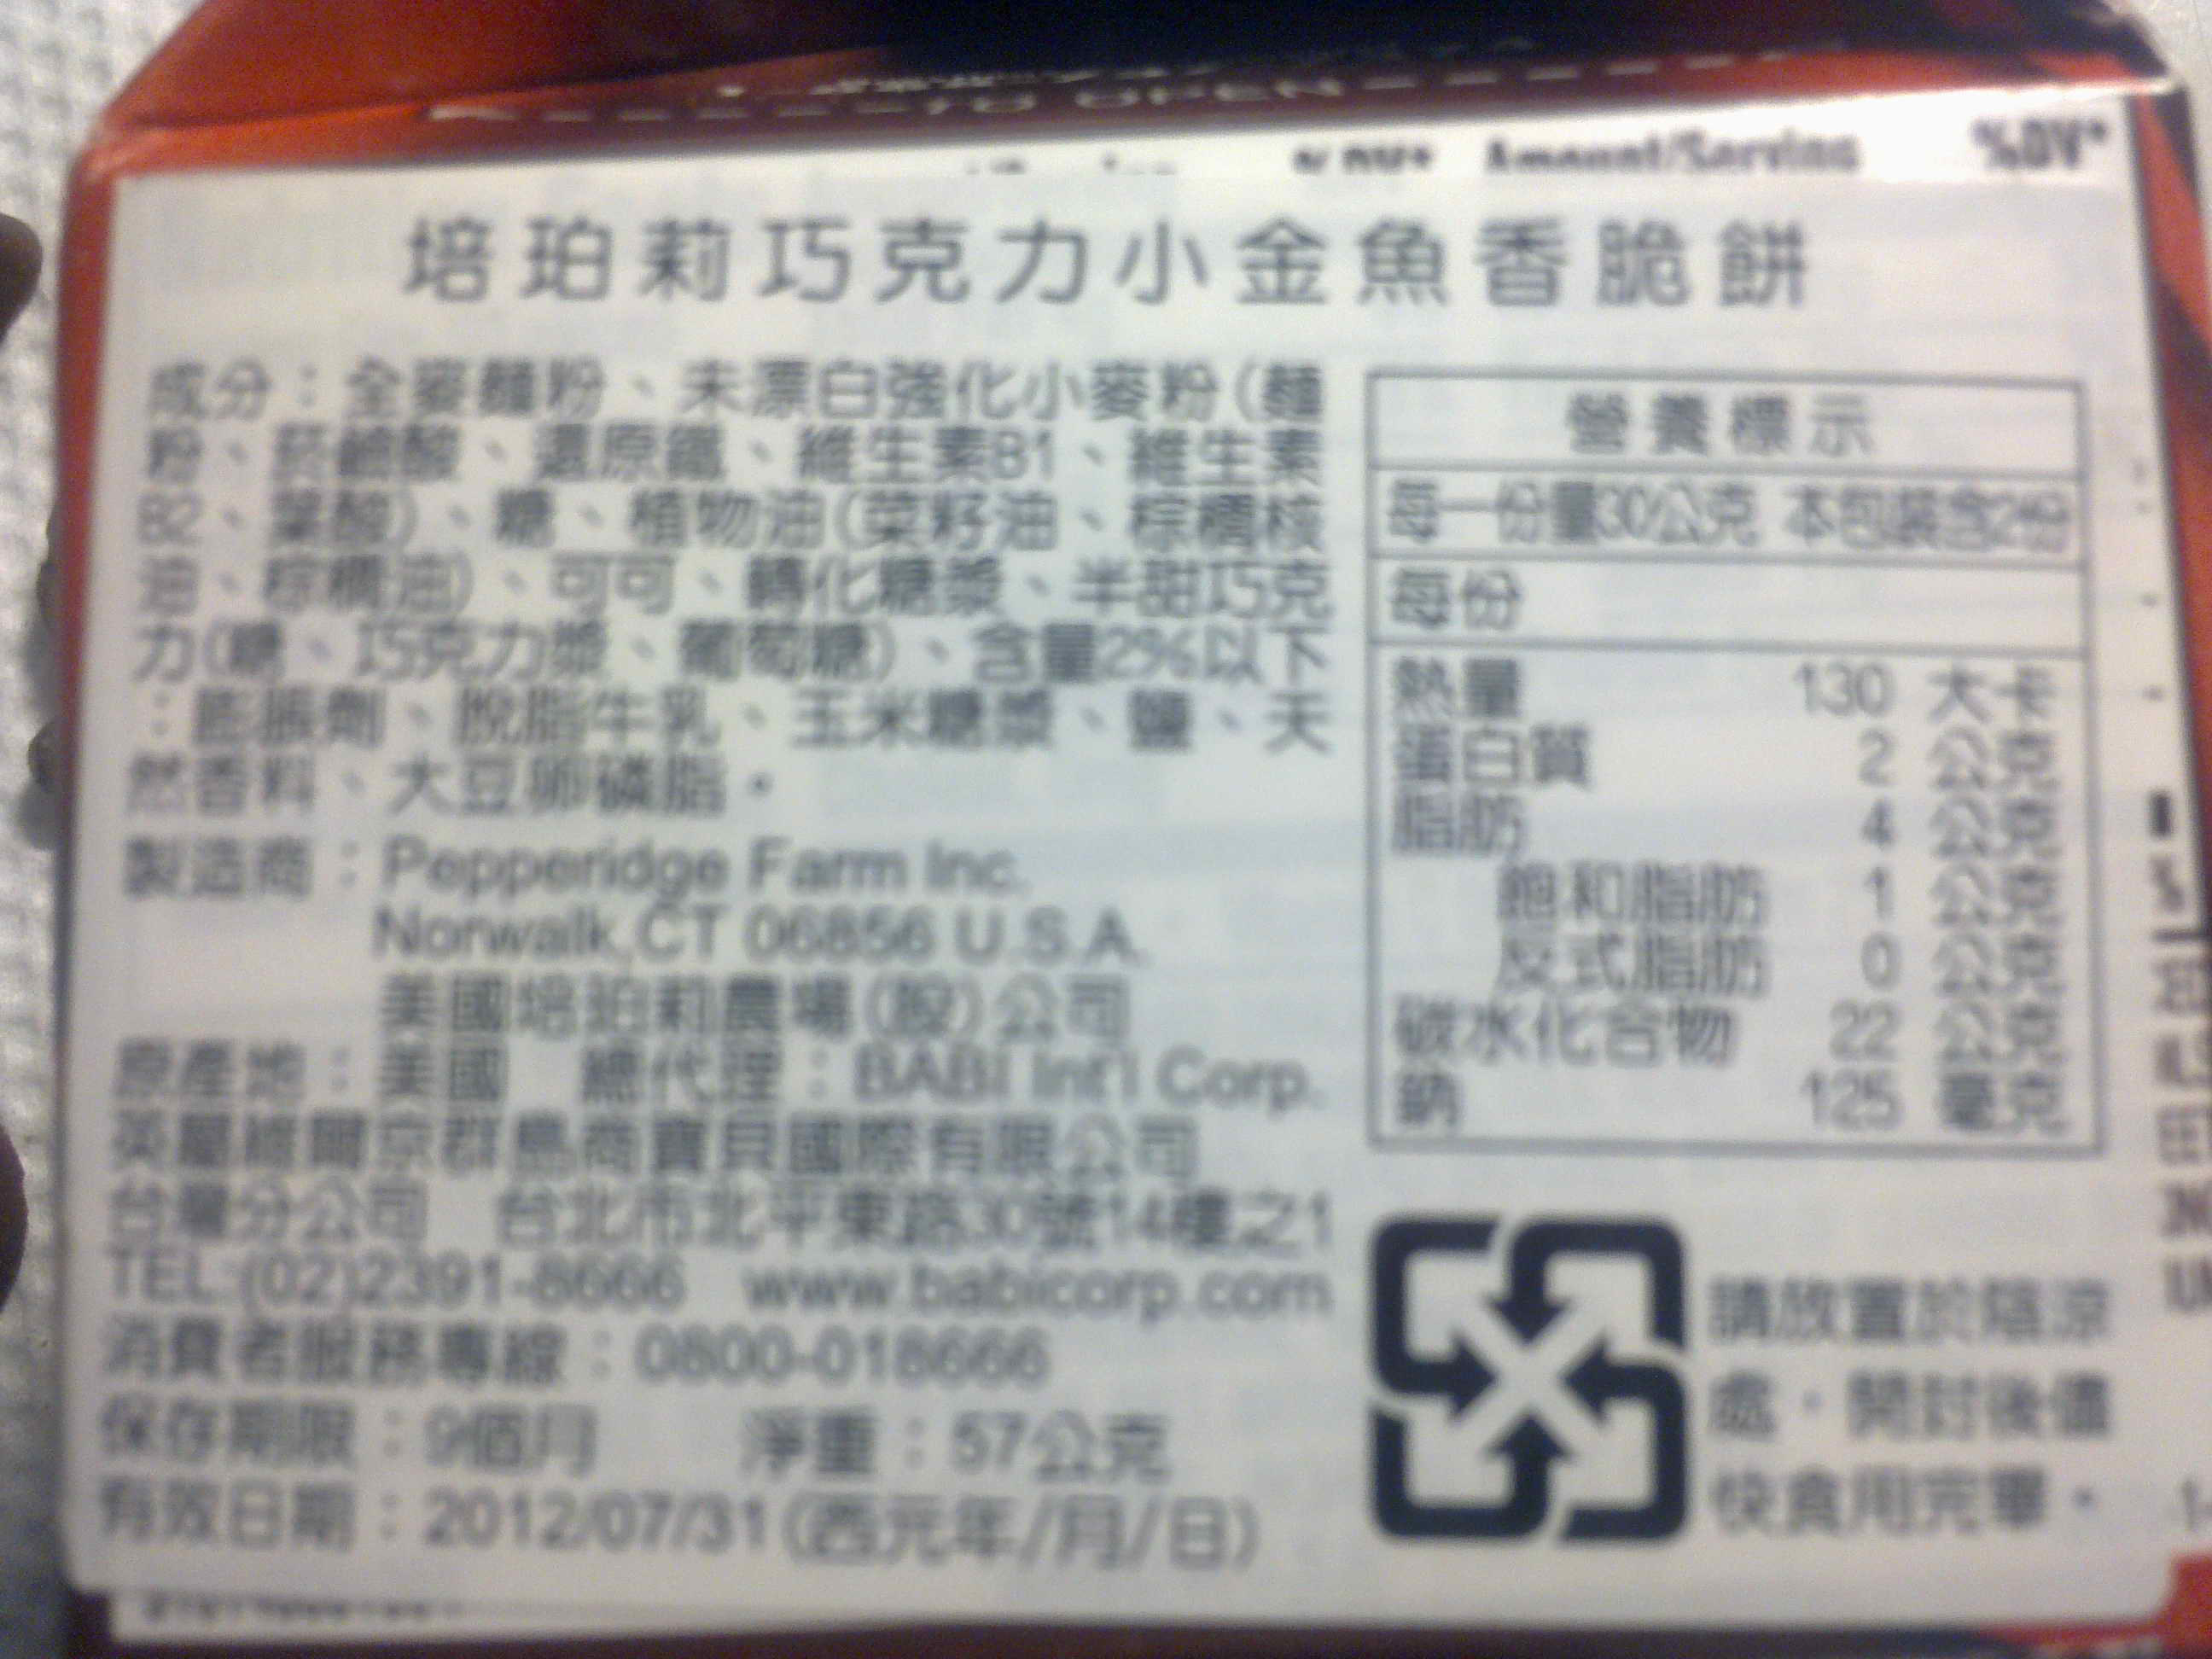 TO OPEN
%DV* Amount/Serving %DV*
培珀莉巧克力小金魚香脆餅
成分：全麥麵粉、未漂白強化小麥粉(麵
粉、菸鹼酸、還原鐵、維生素B1、維生素
B2、葉酸)、糖、植物油(菜籽油、棕櫚核
油、棕櫚油)、可可、轉化糖漿、半甜巧克
力(糖、巧克力漿、葡萄糖)、含量2%以下
：膨脹劑、脫脂牛乳、玉米糖漿、鹽、天
然香料、大豆卵磷脂。
製造商：Pepperidge Farm Inc.
Norwalk,CT 06856 U.S.A.
美國培珀莉農場(股)公司
原產地：美國 總代理：BABI Int'l Corp.
英屬維爾京群島商寶貝國際有限公司
台灣分公司 台北市北平東路30號14樓之1
TEL:(02)2391-8666 www.babicorp.com
消費者服務專線：0800-018666
保存期限：9個月 淨重：57公克
有效日期：2012/07/31(西元年/月/日)
營養標示
每一份量30公克 本包裝含2份
每份
熱量 130 大卡
蛋白質 2 公克
脂肪 4 公克
飽和脂肪 1 公克
反式脂肪 0 公克
碳水化合物 22 公克
鈉 125 毫克
請放置於陰涼
處，開封後儘
快食用完畢。